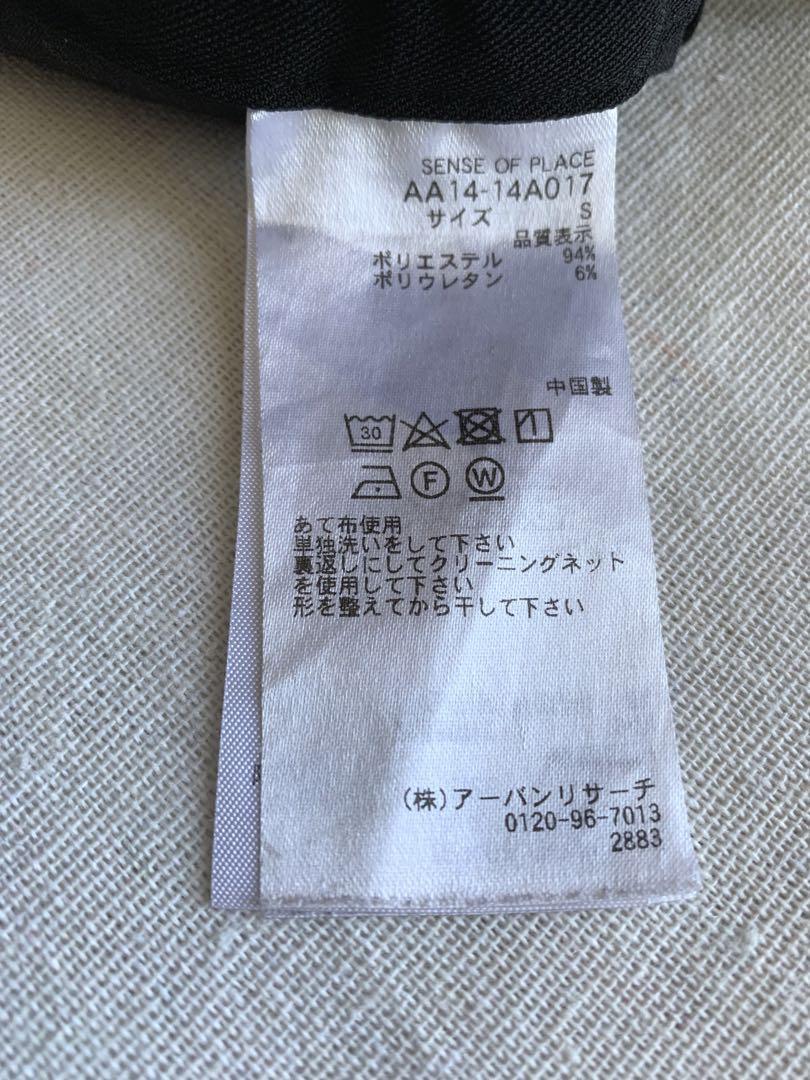 SENSE OF PLACE
AA14-14A017
サイズ S
品質表示
ポリエステル 94%
ポリウレタン 6%
中国製
30
F W
あて布使用
単独洗いをして下さい
裏返しにしてクリーニングネット
を使用して下さい
形を整えてから干して下さい
(株)アーバンリサーチ
0120-96-7013
2883